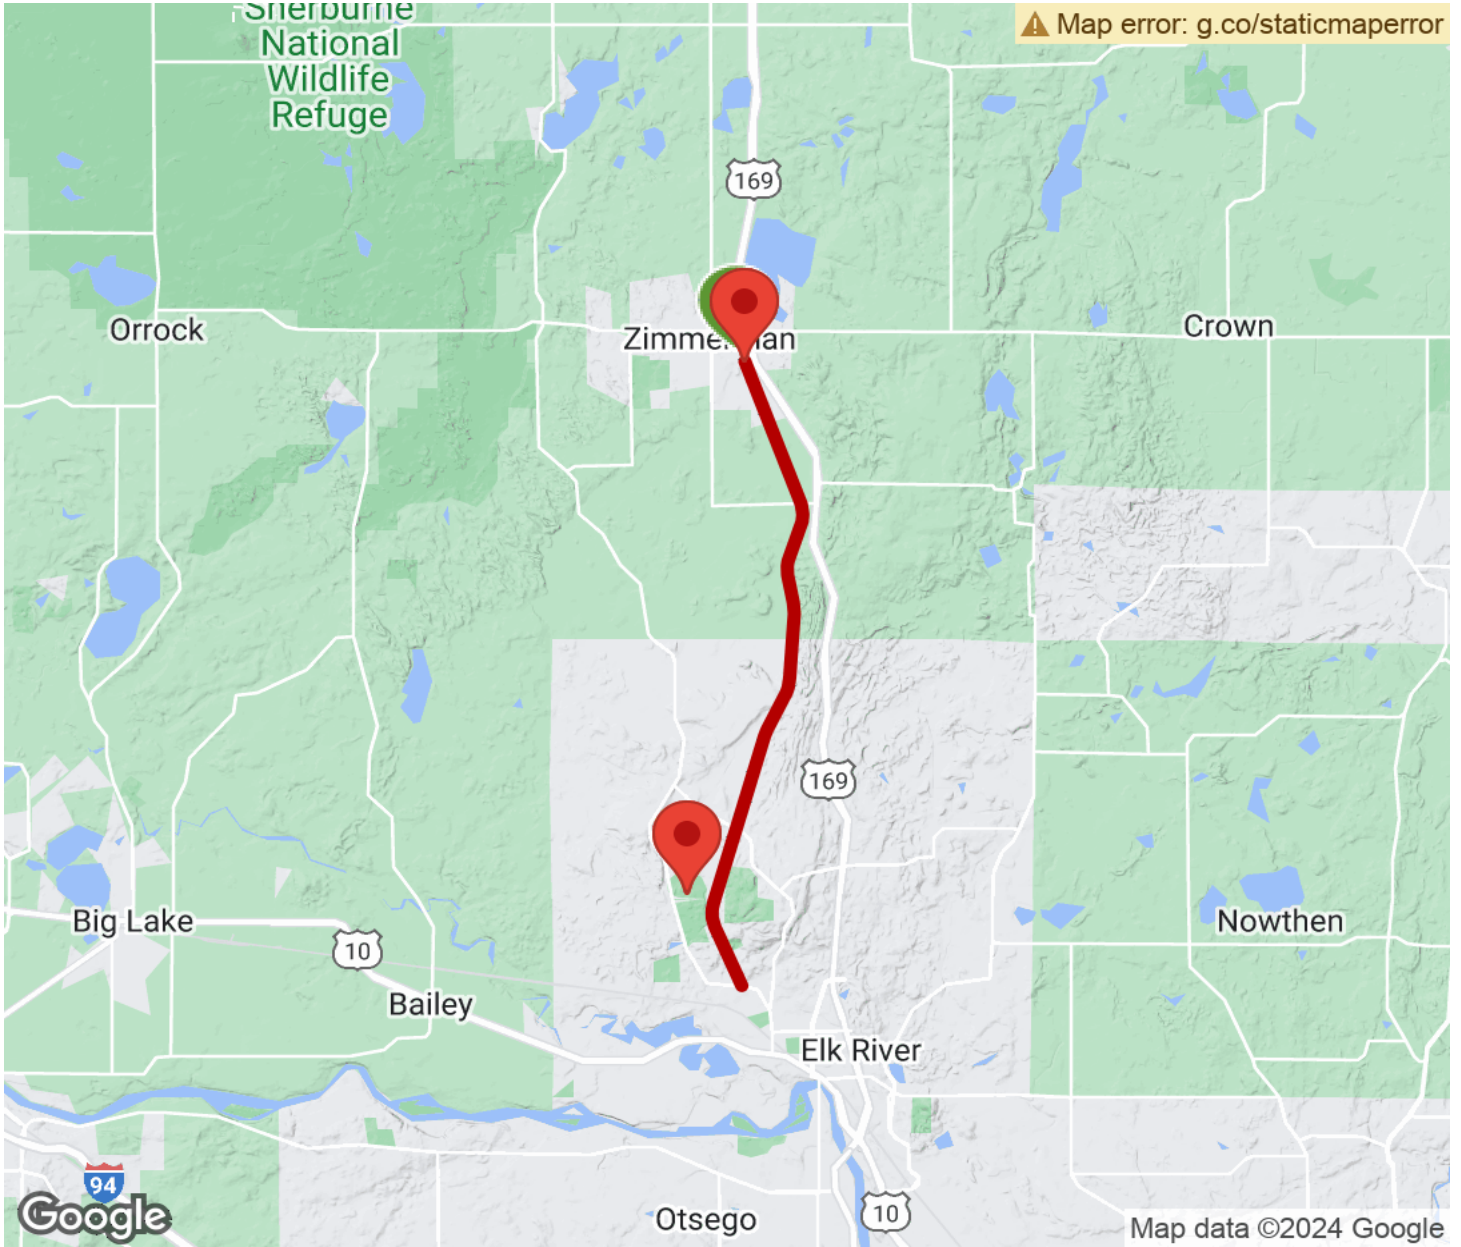 Sherburne
National
Wildlife
Refuge
Map error: g.co/staticmaperror
169
Orrock
Crown
169
Big Lake
10
Nowthen
Bailey
Elk River
94
Google
Otsego
10
Map data ©2024 Google